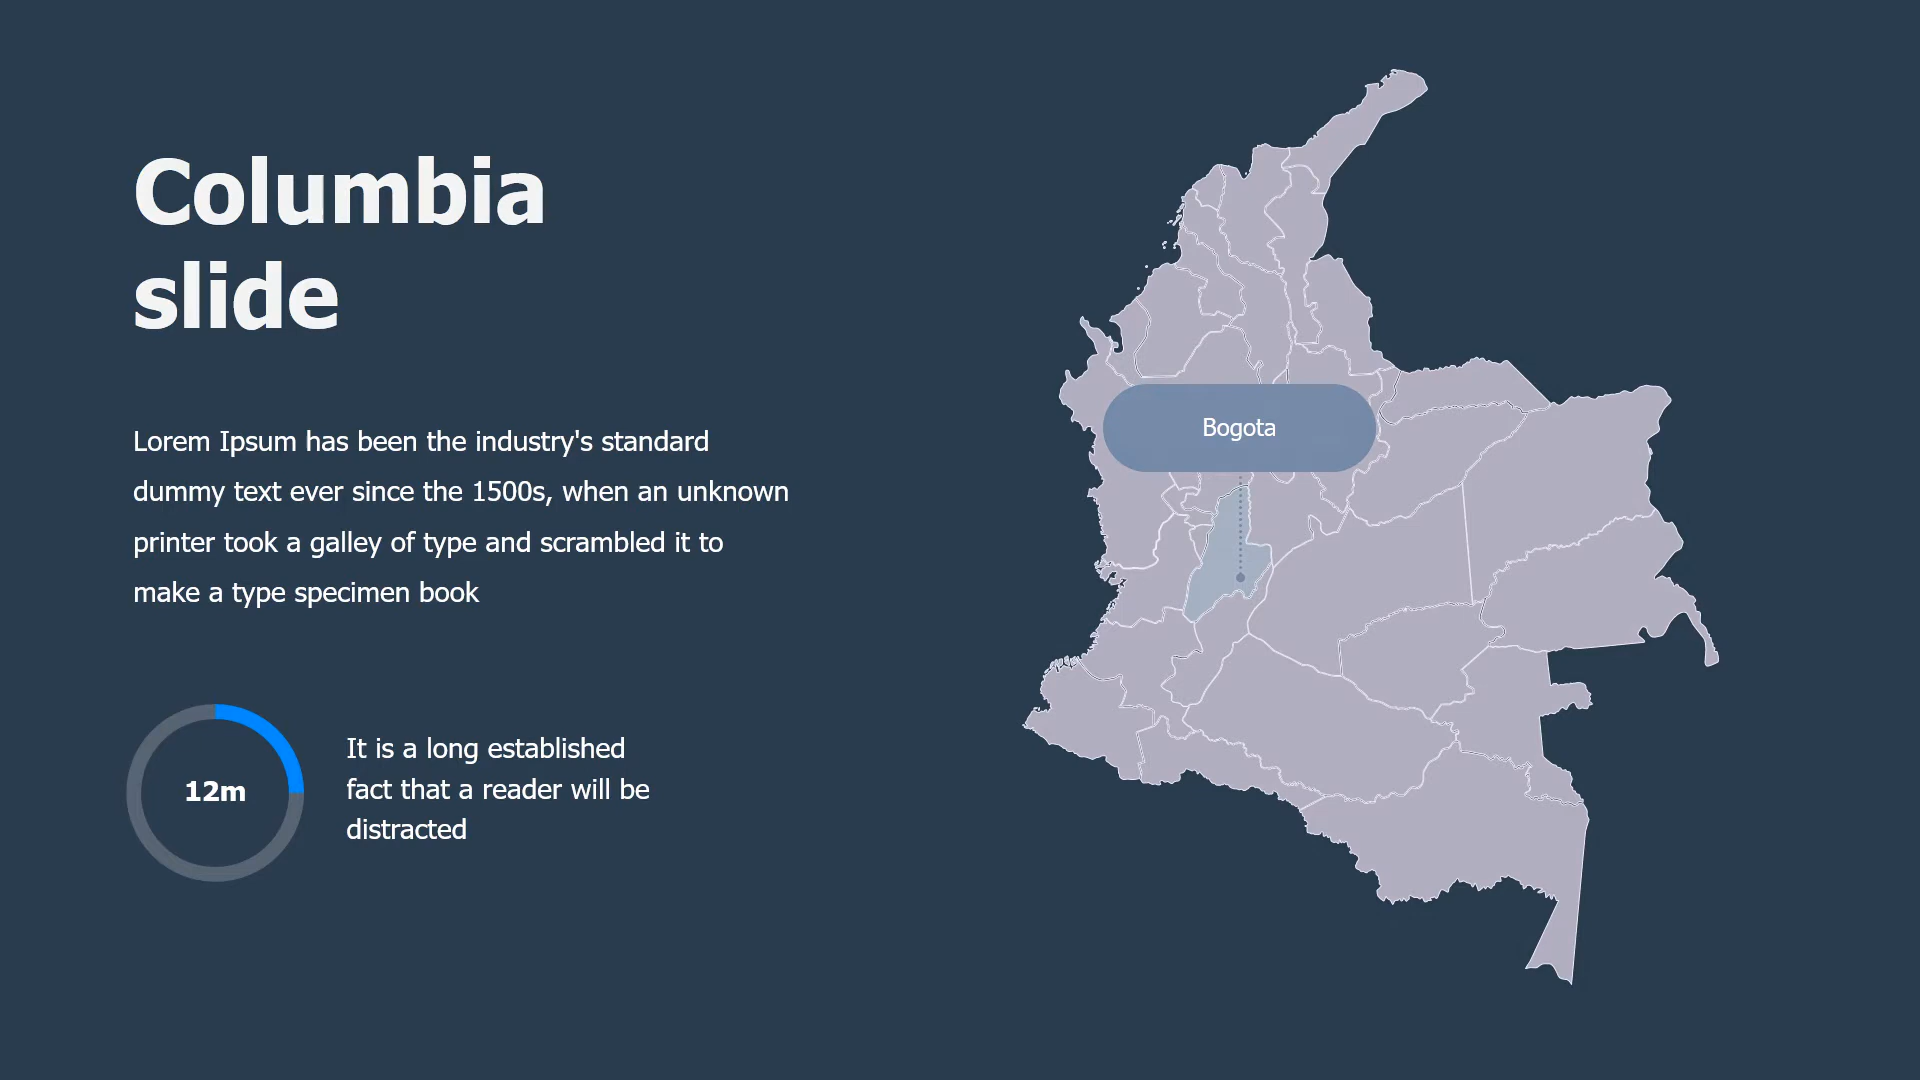 Columbia
slide
Lorem Ipsum has been the industry's standard
dummy text ever since the 1500s, when an unknown
printer took a galley of type and scrambled it to
make a type specimen book
12m
It is a long established
fact that a reader will be
distracted
Bogota